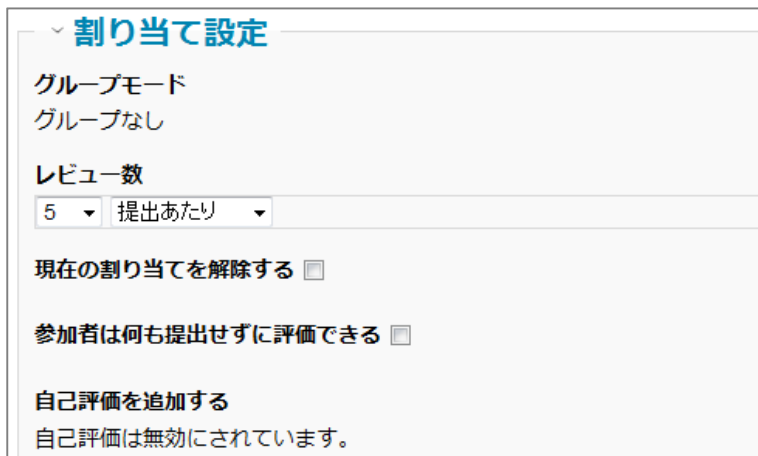 割り当て設定
グループモード
グループなし
レビュー数
5 提出あたり
現在の割り当てを解除する
参加者は何も提出せずに評価できる
自己評価を追加する
自己評価は無効にされています。